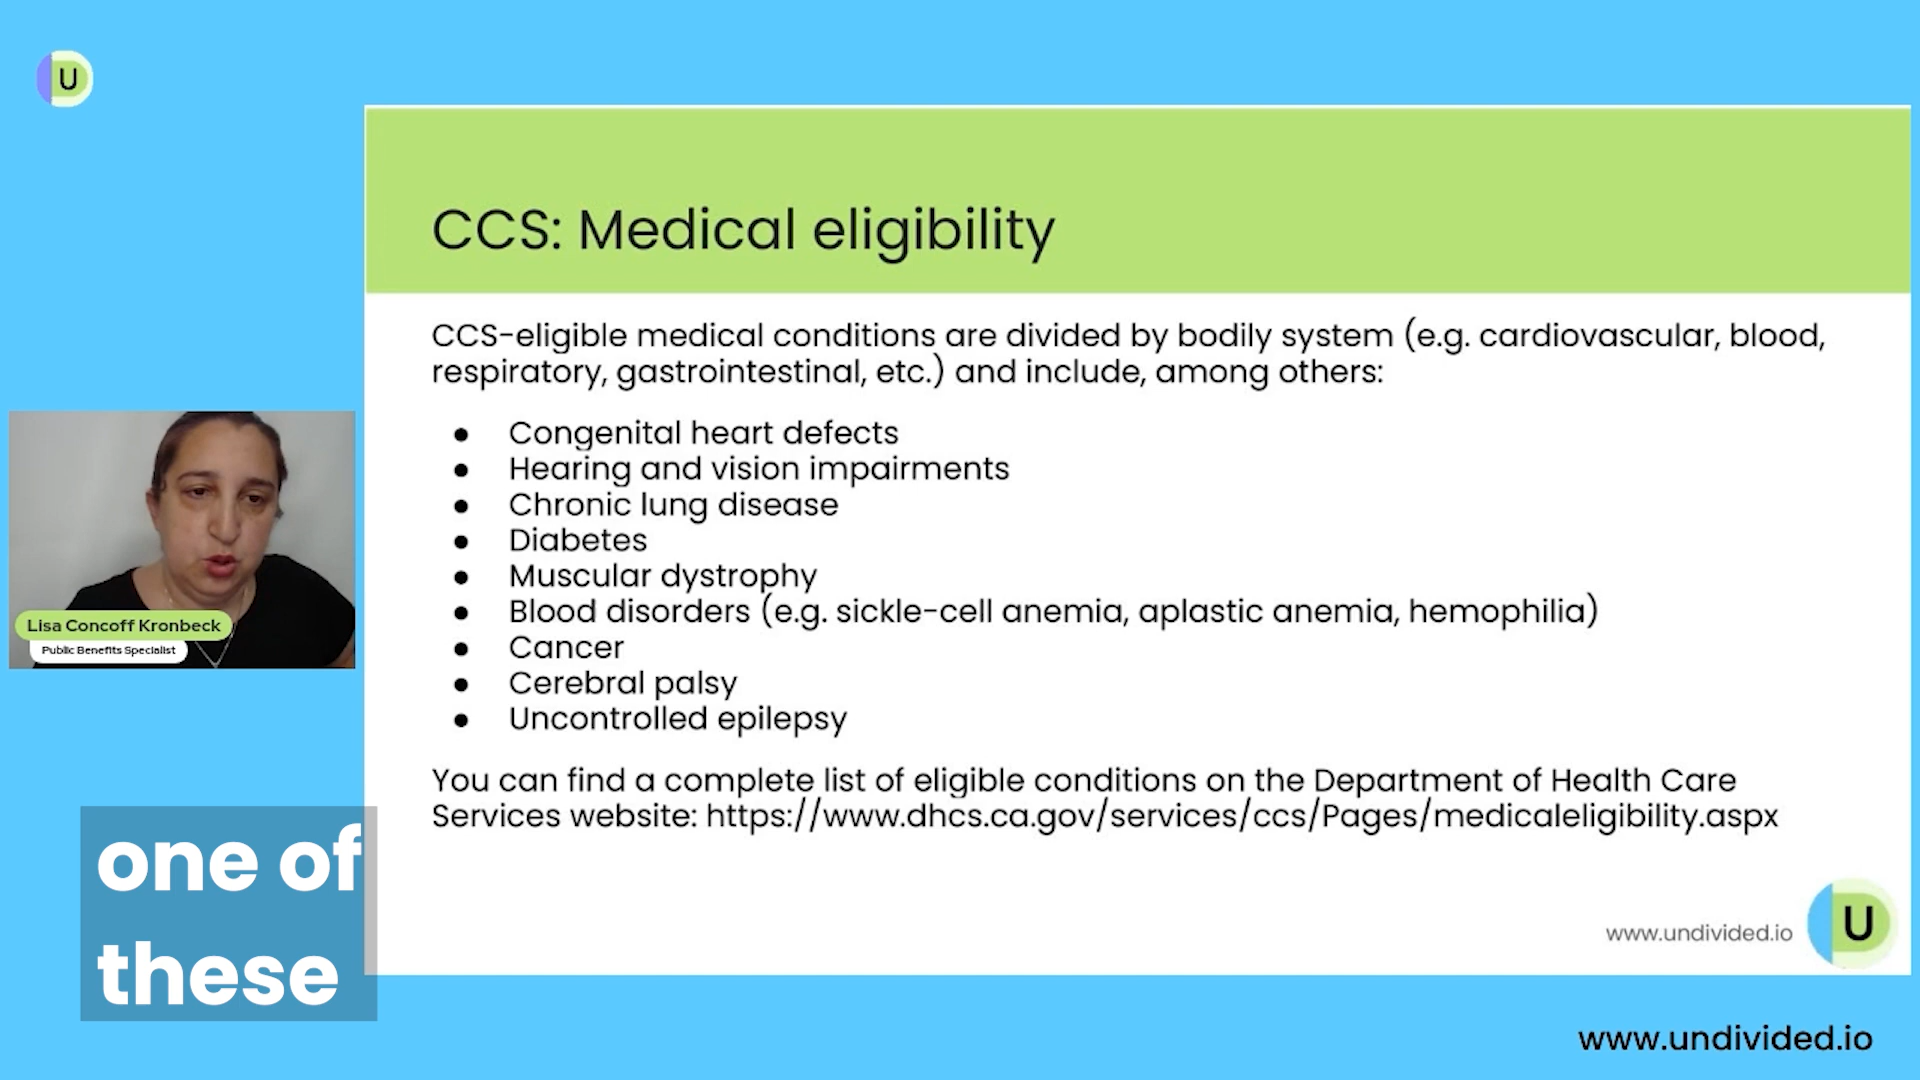 U
CCS: Medical eligibility
CCS-eligible medical conditions are divided by bodily system (e.g. cardiovascular, blood,
respiratory, gastrointestinal, etc.) and include, among others:
● Congenital heart defects
● Hearing and vision impairments
● Chronic lung disease
● Diabetes
● Muscular dystrophy
● Blood disorders (e.g. sickle-cell anemia, aplastic anemia, hemophilia)
● Cancer
● Cerebral palsy
● Uncontrolled epilepsy
You can find a complete list of eligible conditions on the Department of Health Care
Services website: https://www.dhcs.ca.gov/services/ccs/Pages/medicaleligibility.aspx
www.undivided.io
U
Lisa Concoff Kronbeck
Public Benefits Specialist
one of
these
www.undivided.io